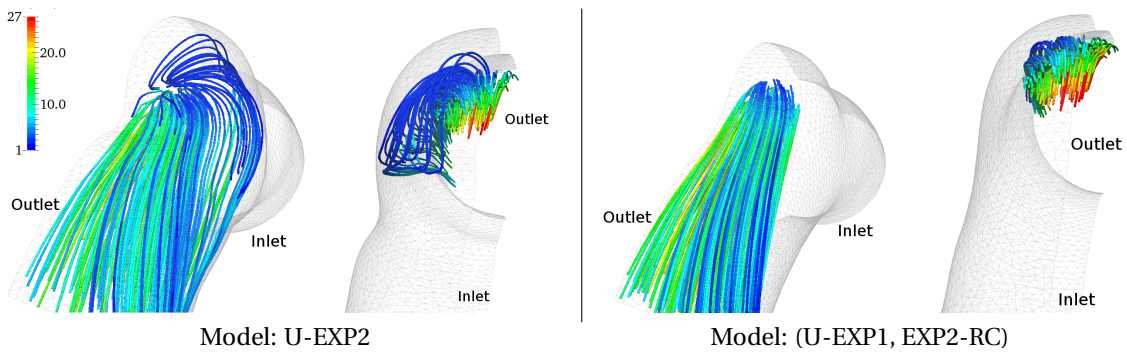 27
20.0
10.0
1
Outlet
Inlet
Outlet
Inlet
Model: U-EXP2
Outlet
Inlet
Outlet
Inlet
Model: (U-EXP1, EXP2-RC)